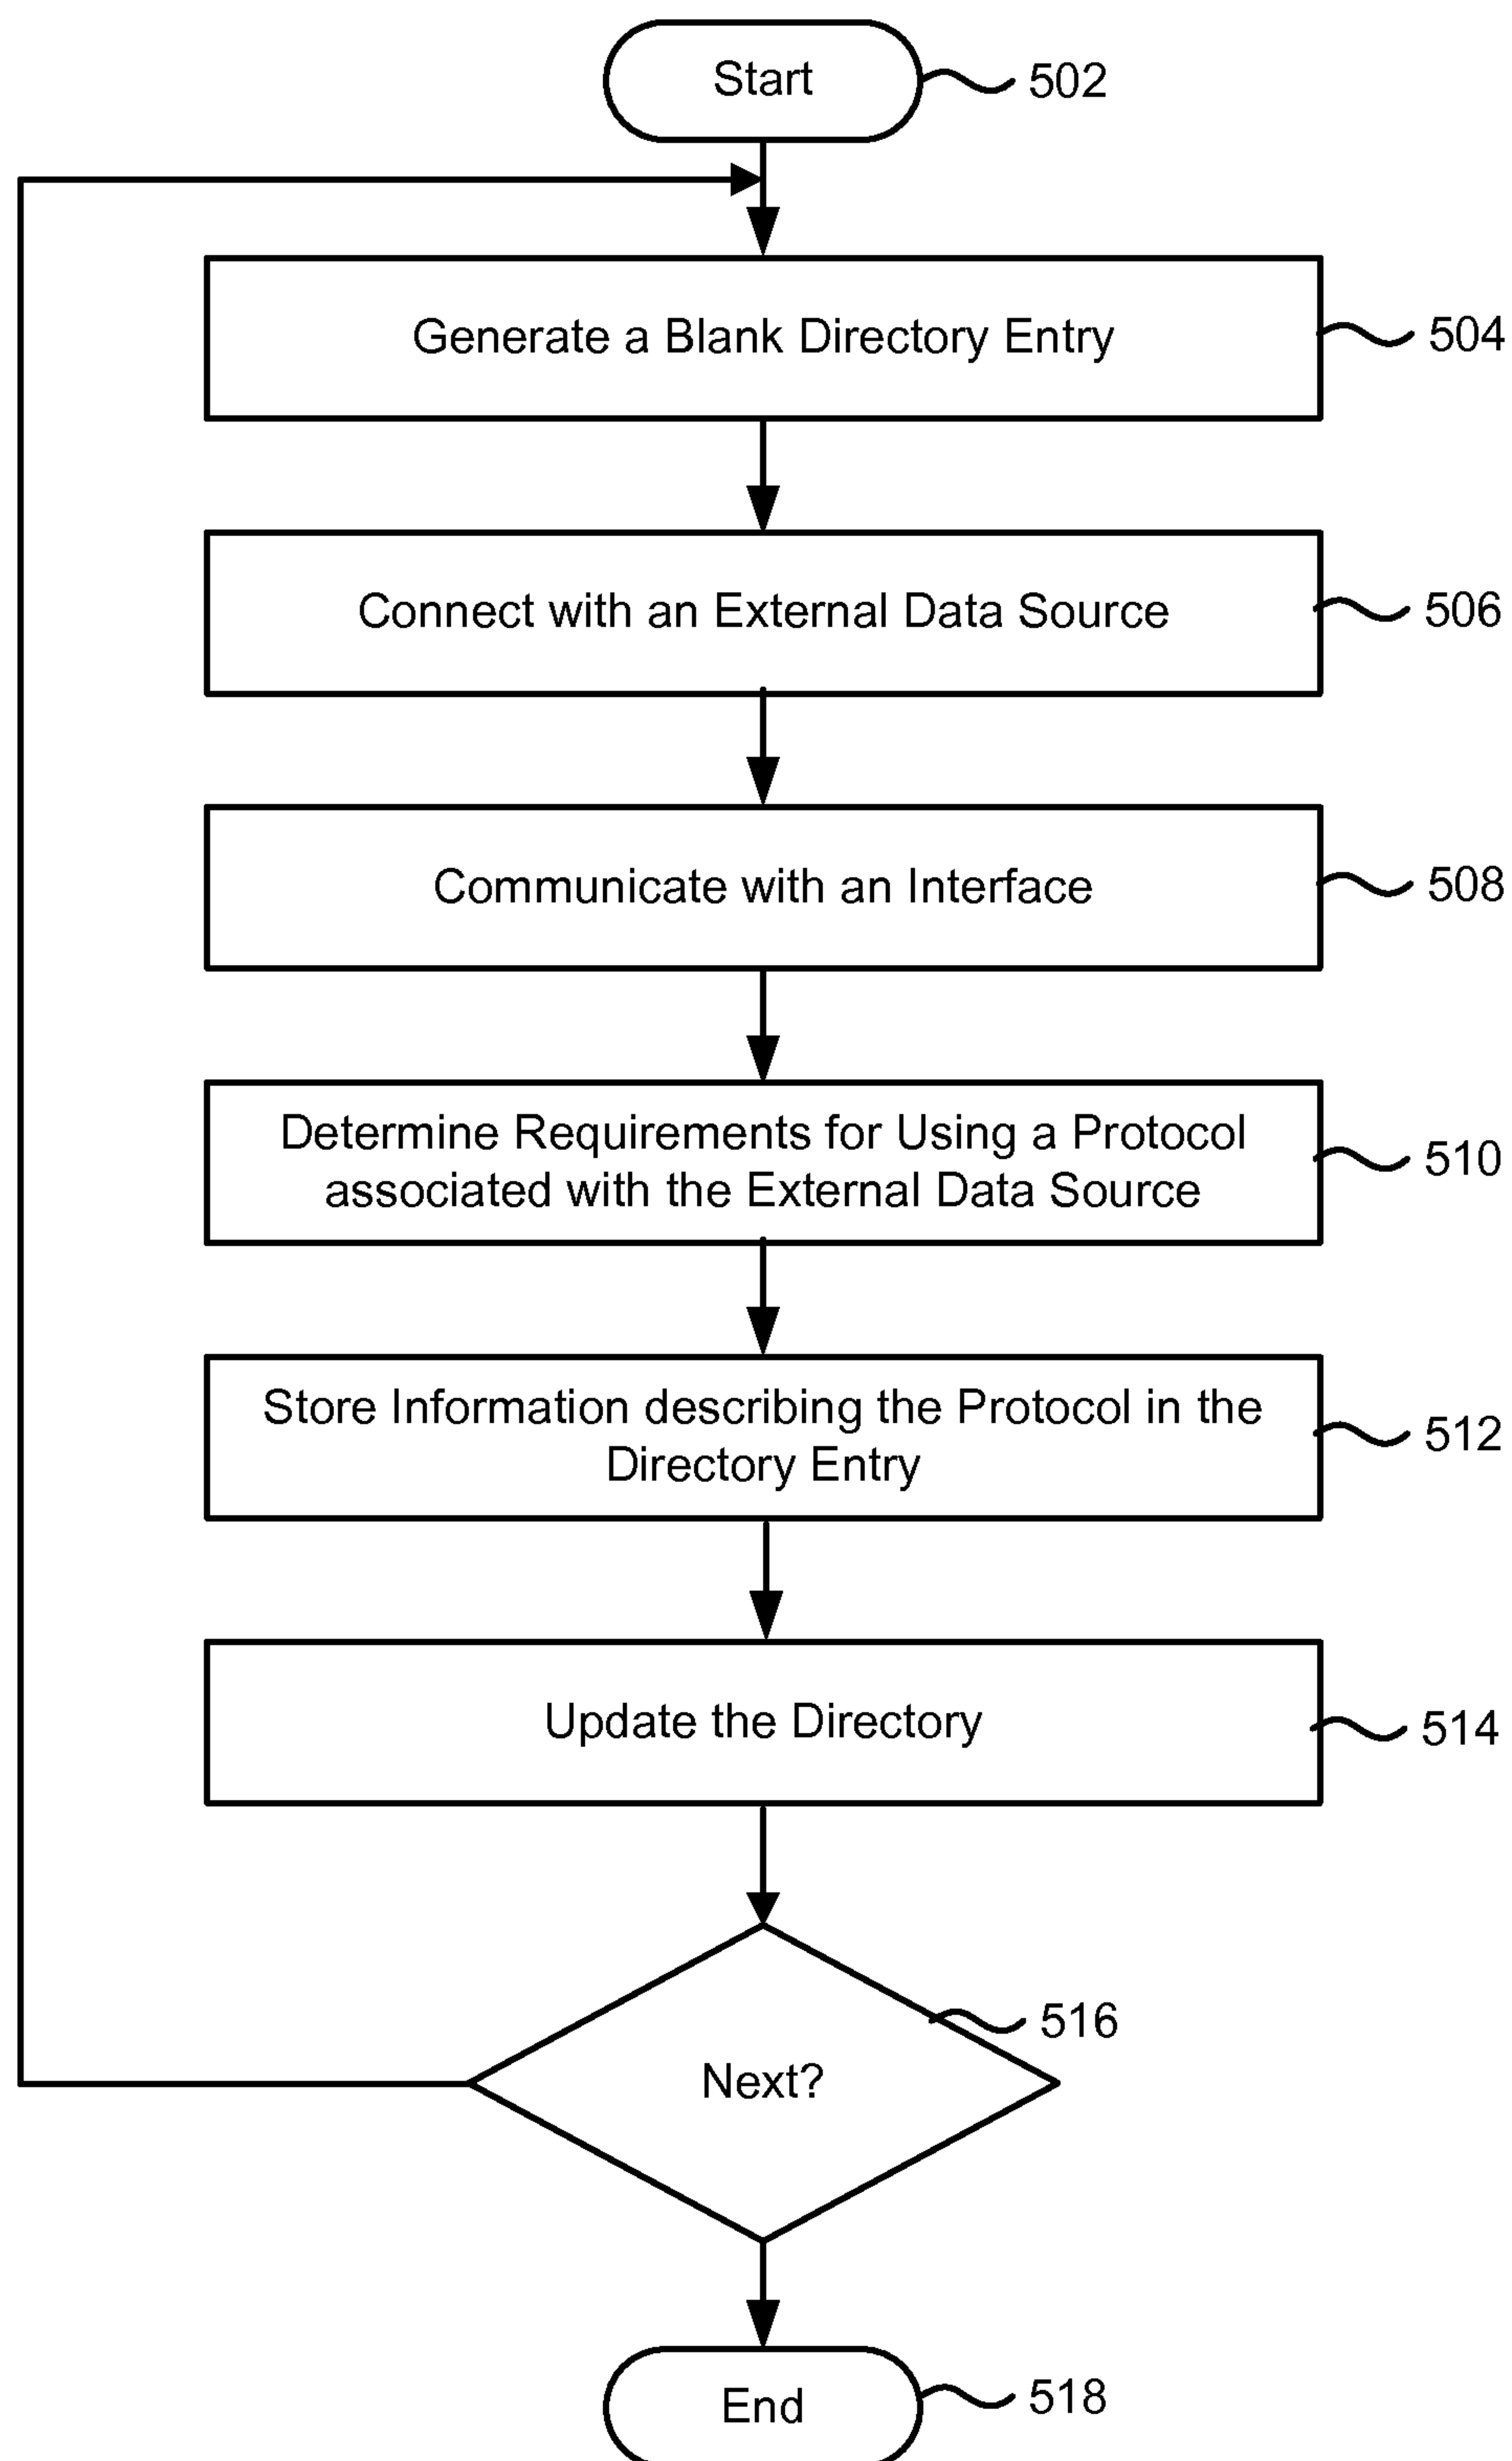 Start
502
Generate a Blank Directory Entry
504
Connect with an External Data Source
506
Communicate with an Interface
508
Determine Requirements for Using a Protocol
associated with the External Data Source
510
Store Information describing the Protocol in the
Directory Entry
512
Update the Directory
514
516
Next?
End
518